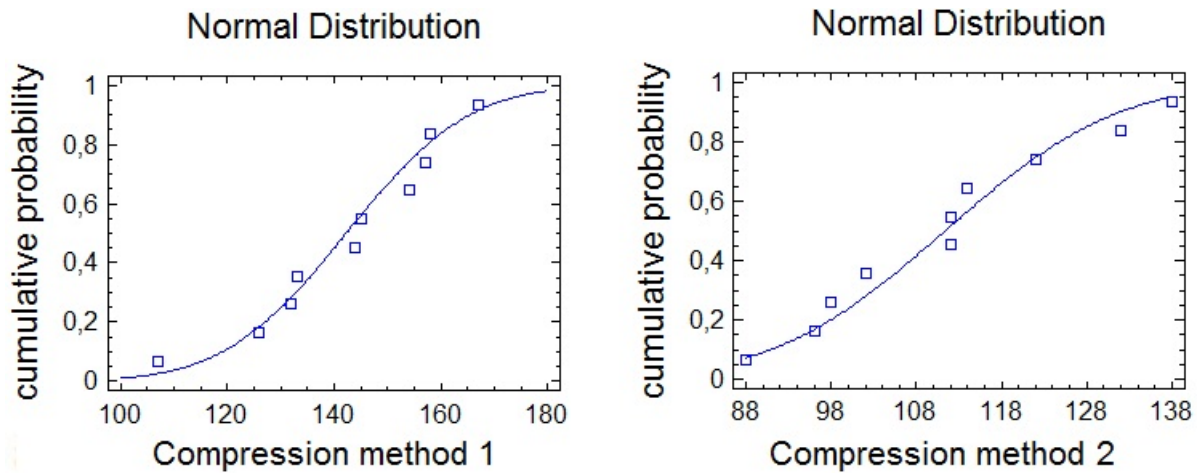 Normal Distribution
cumulative probability
1
0,8
0,6
0,4
0,2
0
100 120 140 160 180
Compression method 1
Normal Distribution
cumulative probability
1
0,8
0,6
0,4
0,2
0
88 98 108 118 128 138
Compression method 2